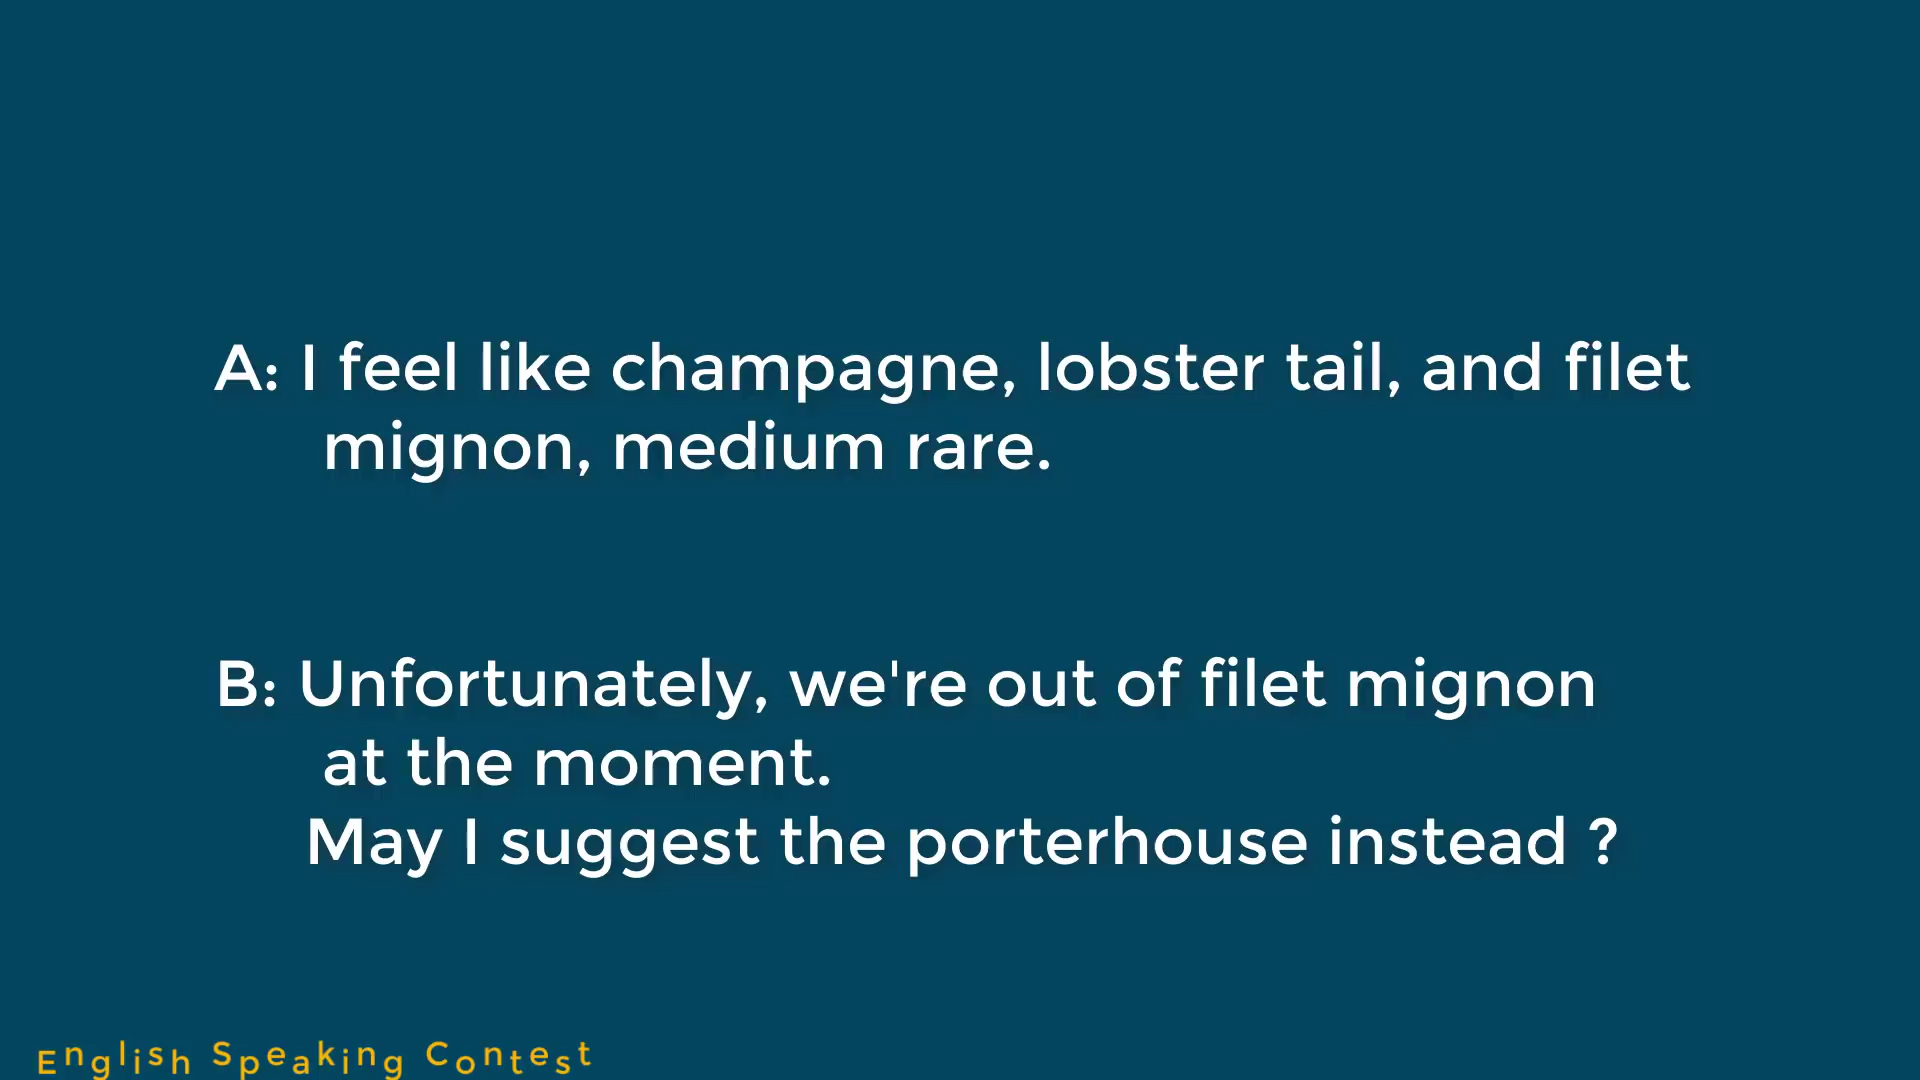 A: I feel like champagne, lobster tail, and filet
mignon, medium rare.
B: Unfortunately, we're out of filet mignon
at the moment.
May I suggest the porterhouse instead ?
English Speaking Contest